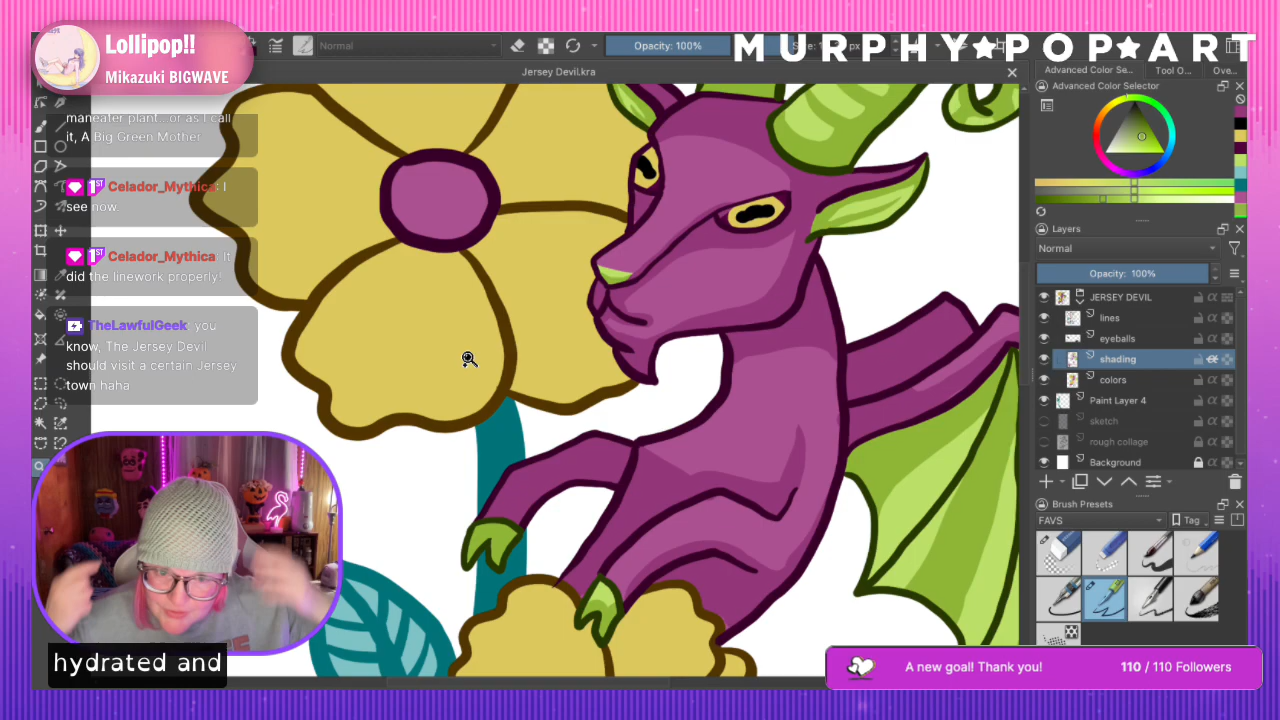 Lollipop!!
Mikazuki BIGWAVE
MURPHY★POP★ART
Normal
Opacity: 100%
Jersey Devil.kra
maneater plant...or as I call
it, A Big Green Mother
1ST Celador_Mythica: I
see now.
1ST Celador_Mythica: It
did the linework properly!
TheLawfulGeek you
know, The Jersey Devil
should visit a certain Jersey
town haha
hydrated and
Advanced Color Se...
Tool O...
Ove...
Advanced Color Selector
Layers
Normal
Opacity: 100%
JERSEY DEVIL
lines
eyeballs
shading
colors
Paint Layer 4
sketch
rough collage
Background
Brush Presets
FAVS
Tag
A new goal! Thank you!
110 / 110 Followers